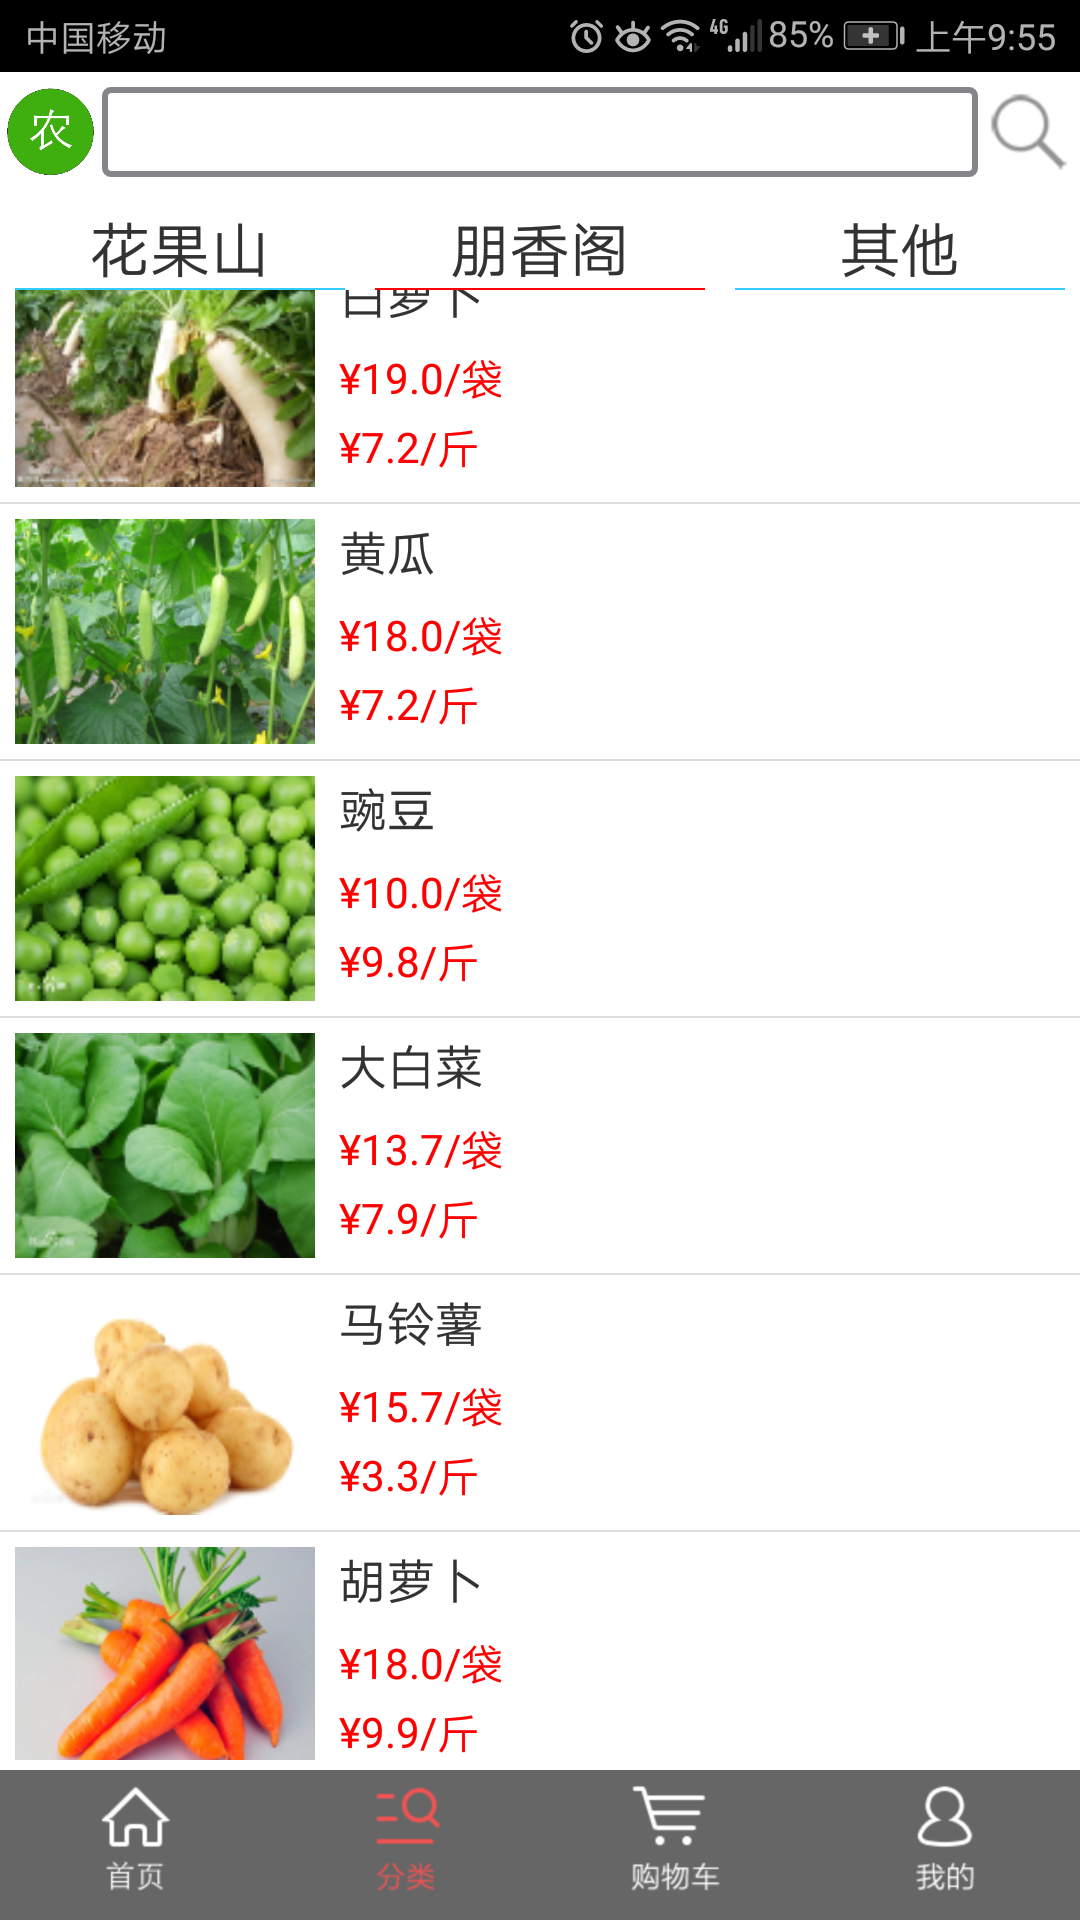 中国移动 4G 85% 上午9:55
农
花果山 朋香阁 其他
白萝卜
¥19.0/袋
¥7.2/斤
黄瓜
¥18.0/袋
¥7.2/斤
豌豆
¥10.0/袋
¥9.8/斤
大白菜
¥13.7/袋
¥7.9/斤
马铃薯
¥15.7/袋
¥3.3/斤
胡萝卜
¥18.0/袋
¥9.9/斤
首页 分类 购物车 我的